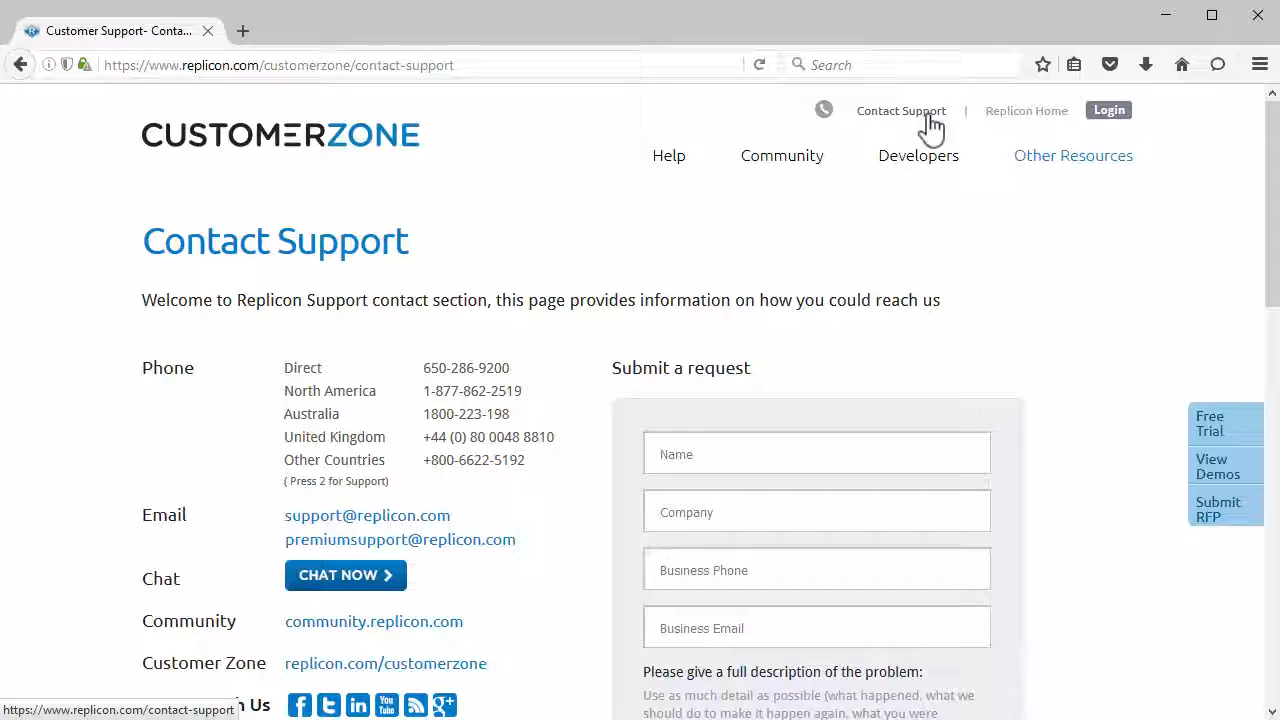 Customer Support- Conta...
https://www.replicon.com/customerzone/contact-support
Search
Contact Support | Replicon Home Login
CUSTOMERZONE
Help Community Developers Other Resources
Contact Support
Welcome to Replicon Support contact section, this page provides information on how you could reach us
Phone
Direct 650-286-9200
North America 1-877-862-2519
Australia 1800-223-198
United Kingdom +44 (0) 80 0048 8810
Other Countries +800-6622-5192
( Press 2 for Support)
Email support@replicon.com
premiumsupport@replicon.com
Chat CHAT NOW
Community community.replicon.com
Customer Zone replicon.com/customerzone
n Us
Submit a request
Name
Company
Business Phone
Business Email
Please give a full description of the problem:
Use as much detail as possible (what happened, what we
should do to make it happen again, what you were
Free
Trial
View
Demos
Submit
RFP
https://www.replicon.com/contact-support